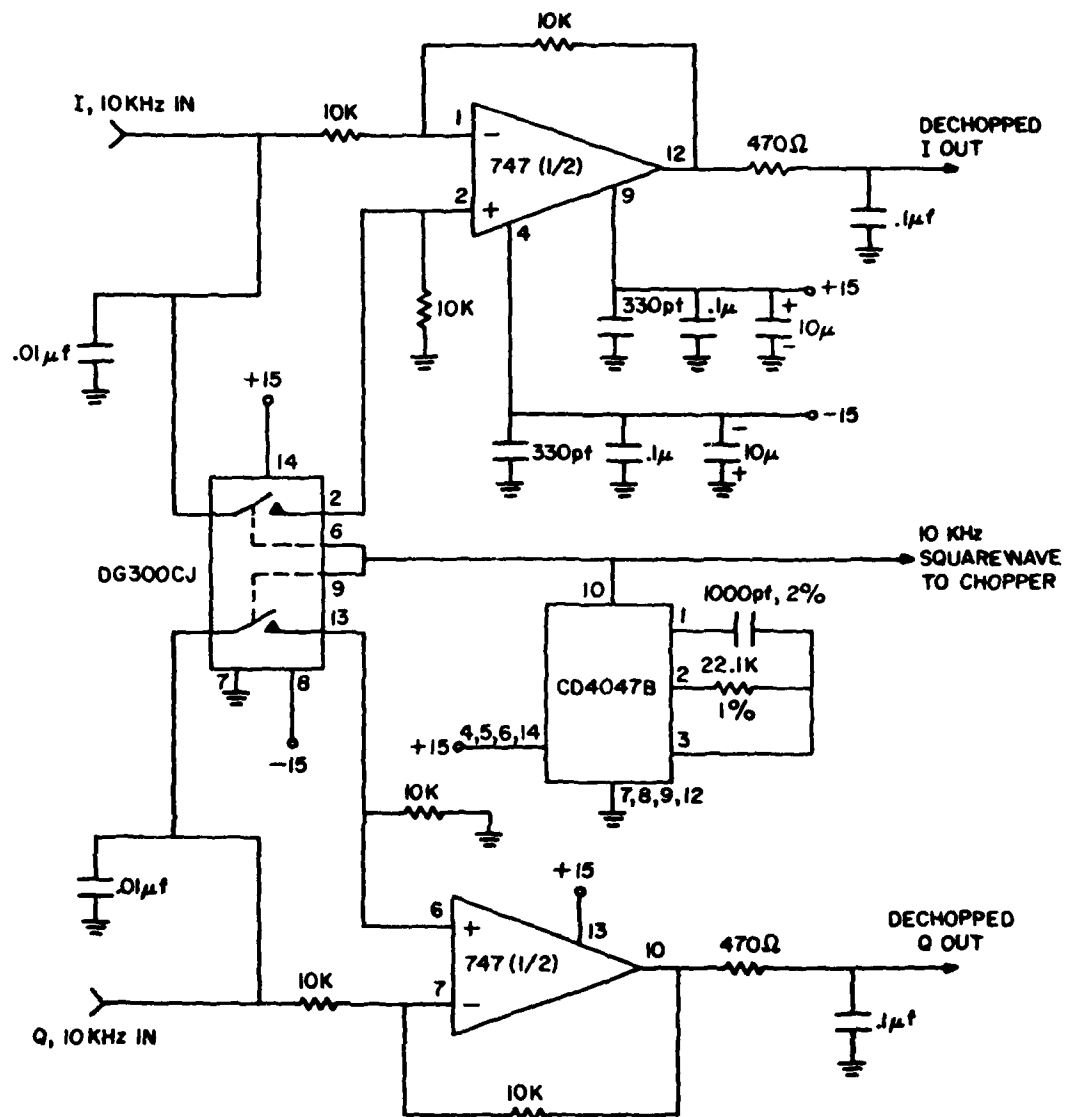 10K
I, 10KHz IN
10K
1
−
747 (1/2)
2
+
12
9
4
470Ω
DECHOPPED
I OUT
.1µf
10K
330pf
.1µ
+
10µ
−
+15
.01µf
+15
330pf
.1µ
−
10µ
+
−15
14
2
6
DG300CJ
9
13
7
8
−15
10 KHz
SQUAREWAVE
TO CHOPPER
10
1
1000pf, 2%
CD4047B
2
22.1K
1%
3
+15
4,5,6,14
7,8,9,12
10K
.01µf
+15
6
+
13
747 (1/2)
10
7
−
470Ω
DECHOPPED
Q OUT
10K
.1µf
Q, 10KHz IN
10K